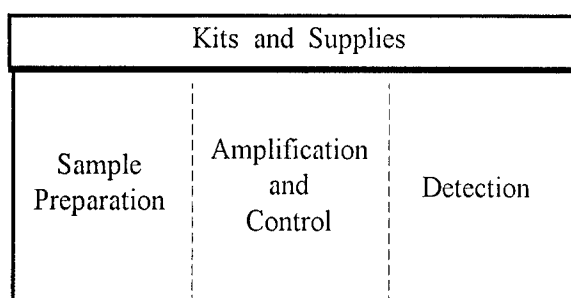 Kits and Supplies
Sample
Preparation
Amplification
and
Control
Detection